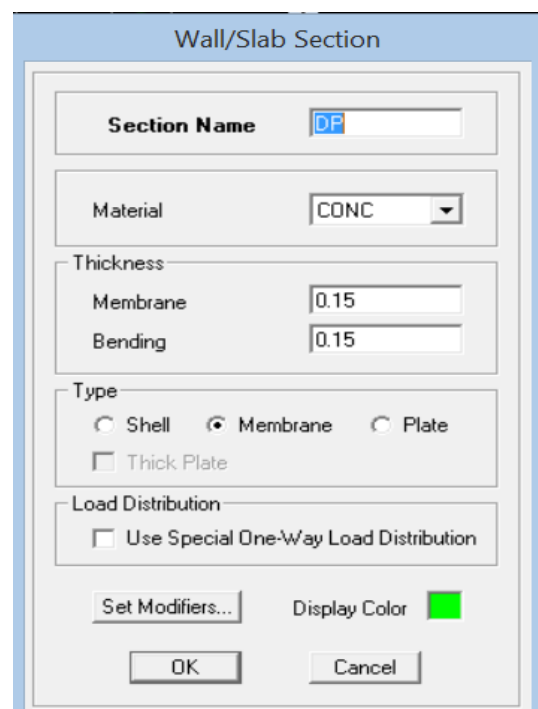 Wall/Slab Section
Section Name DP
Material CONC
Thickness
Membrane 0.15
Bending 0.15
Type
Shell Membrane Plate
Thick Plate
Load Distribution
Use Special One-Way Load Distribution
Set Modifiers... Display Color
OK Cancel